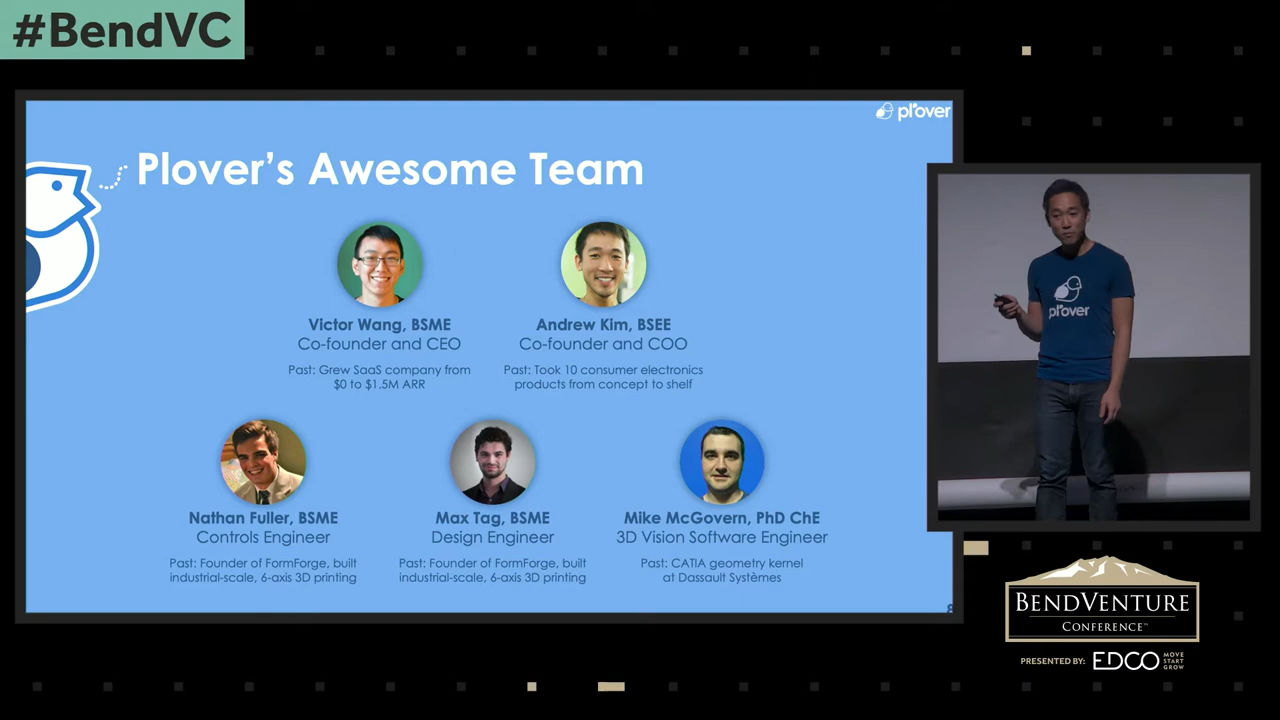 #BendVC
plover
Plover's Awesome Team
Victor Wang, BSME
Co-founder and CEO
Past: Grew SaaS company from
$0 to $1.5M ARR
Andrew Kim, BSEE
Co-founder and COO
Past: Took 10 consumer electronics
products from concept to shelf
Nathan Fuller, BSME
Controls Engineer
Past: Founder of FormForge, built
industrial-scale, 6-axis 3D printing
Max Tag, BSME
Design Engineer
Past: Founder of FormForge, built
industrial-scale, 6-axis 3D printing
Mike McGovern, PhD ChE
3D Vision Software Engineer
Past: CATIA geometry kernel
at Dassault Systèmes
plover
BENDVENTURE
CONFERENCE™
PRESENTED BY: EDCO MOVE
START
GROW